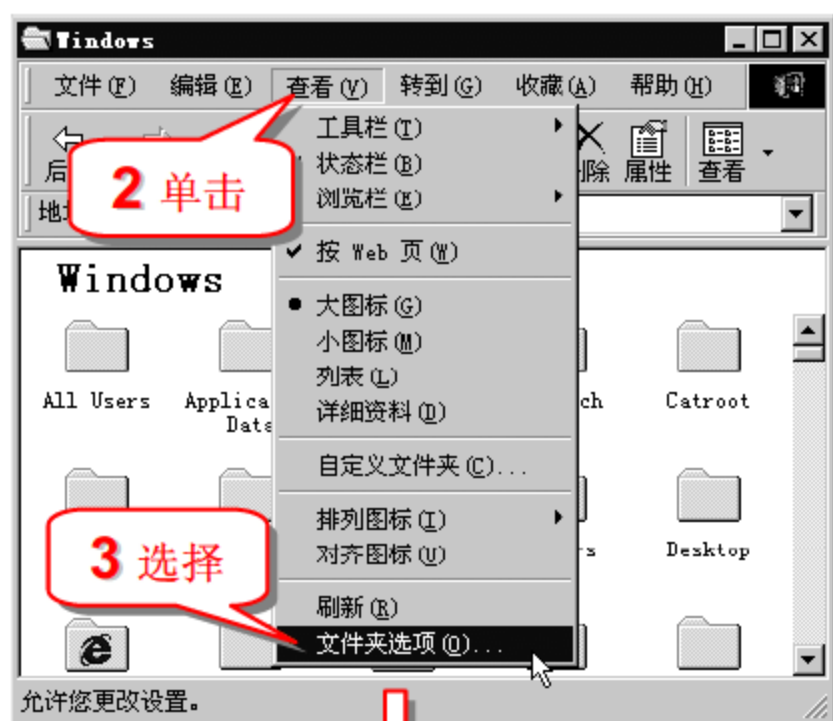 Windows
文件(F) 编辑(E) 查看(V) 转到(G) 收藏(A) 帮助(H)
后
2 单击
除 属性 查看
工具栏(T)
状态栏(B)
浏览栏(E)
按 Web 页(W)
大图标(G)
小图标(M)
列表(L)
详细资料(D)
自定义文件夹(C)...
排列图标(I)
对齐图标(U)
刷新(R)
文件夹选项(O)...
Windows
All Users
Applica
Data
ch
Catroot
3 选择
s
Desktop
允许您更改设置。